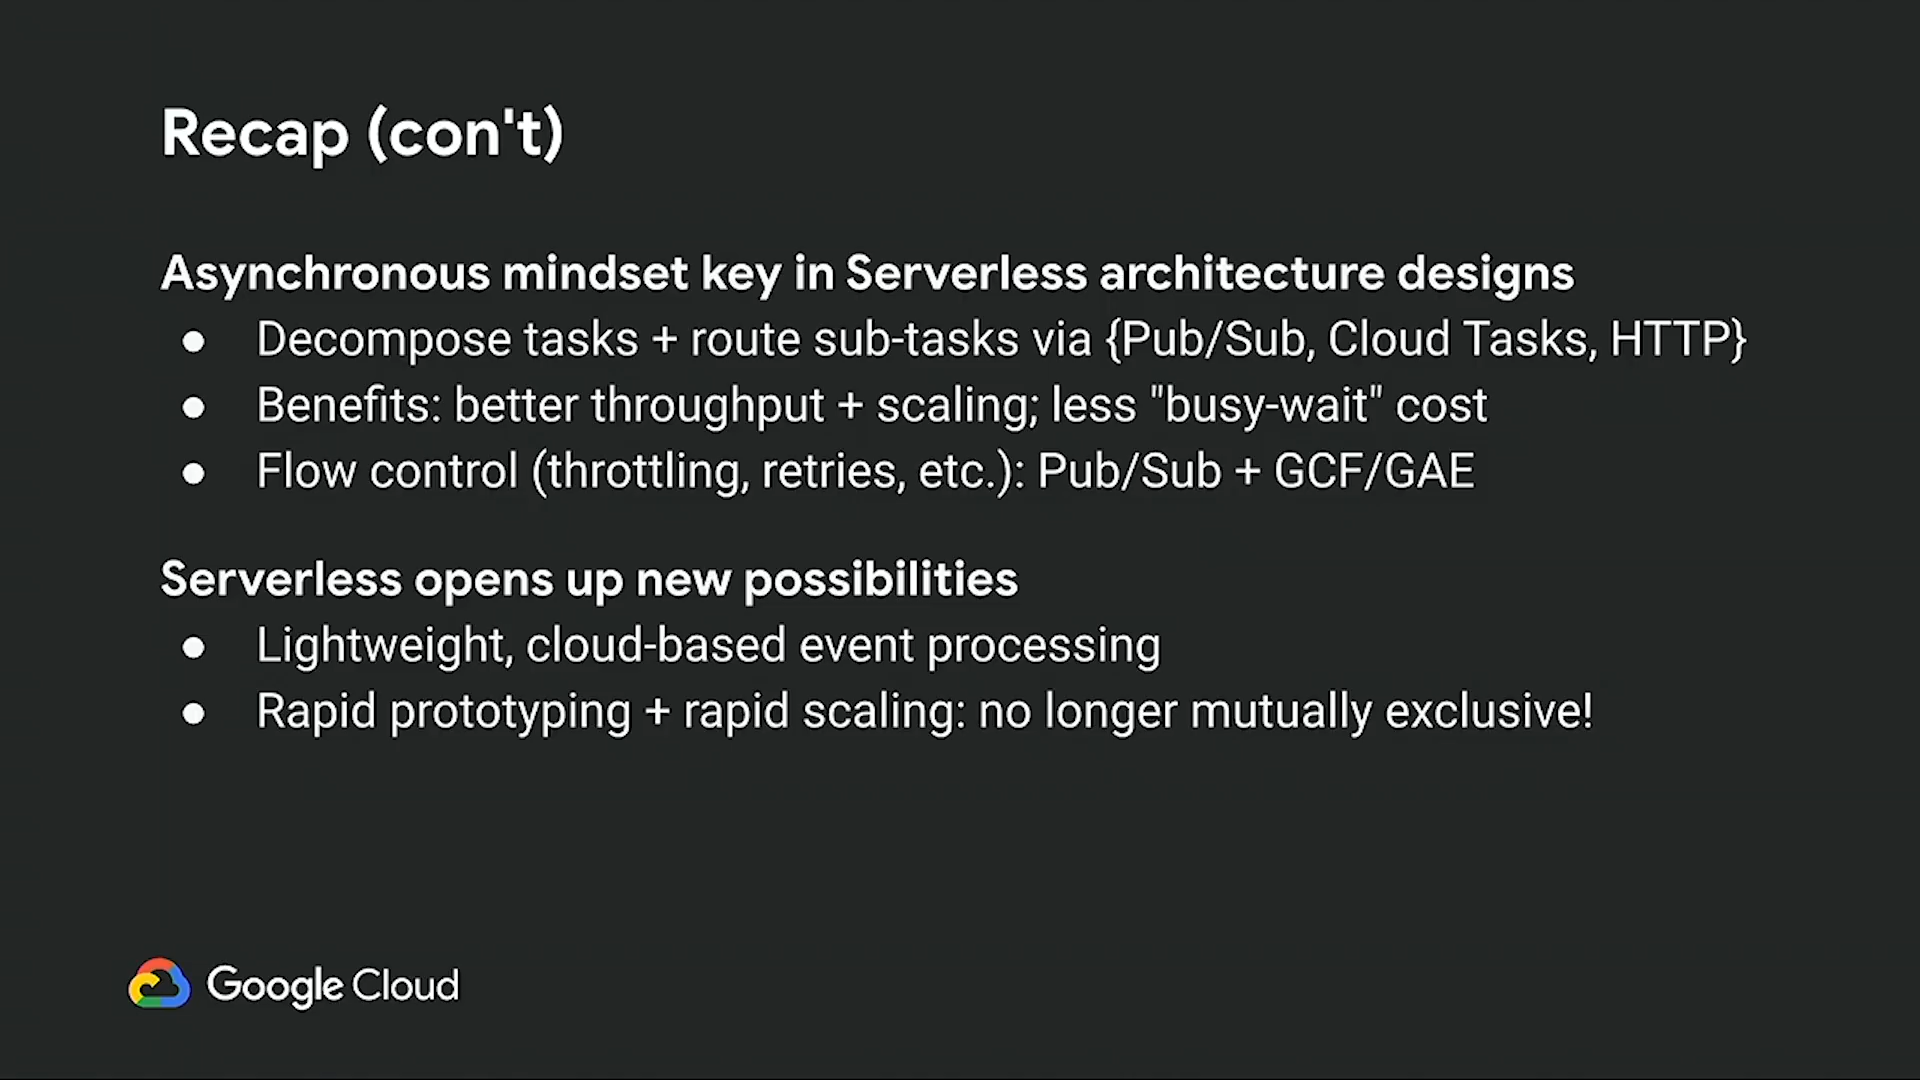 Recap (con't)
Asynchronous mindset key in Serverless architecture designs
● Decompose tasks + route sub-tasks via {Pub/Sub, Cloud Tasks, HTTP}
● Benefits: better throughput + scaling; less "busy-wait" cost
● Flow control (throttling, retries, etc.): Pub/Sub + GCF/GAE
Serverless opens up new possibilities
● Lightweight, cloud-based event processing
● Rapid prototyping + rapid scaling: no longer mutually exclusive!
Google Cloud